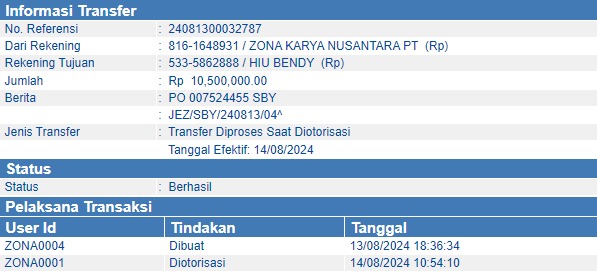 Informasi Transfer
No. Referensi : 24081300032787
Dari Rekening : 816-1648931 / ZONA KARYA NUSANTARA PT (Rp)
Rekening Tujuan : 533-5862888 / HIU BENDY (Rp)
Jumlah : Rp 10,500,000.00
Berita : PO 007524455 SBY
: JEZ/SBY/240813/04^
Jenis Transfer : Transfer Diproses Saat Diotorisasi
Tanggal Efektif: 14/08/2024
Status
Status : Berhasil
Pelaksana Transaksi
User Id Tindakan Tanggal
ZONA0004 Dibuat 13/08/2024 18:36:34
ZONA0001 Diotorisasi 14/08/2024 10:54:10